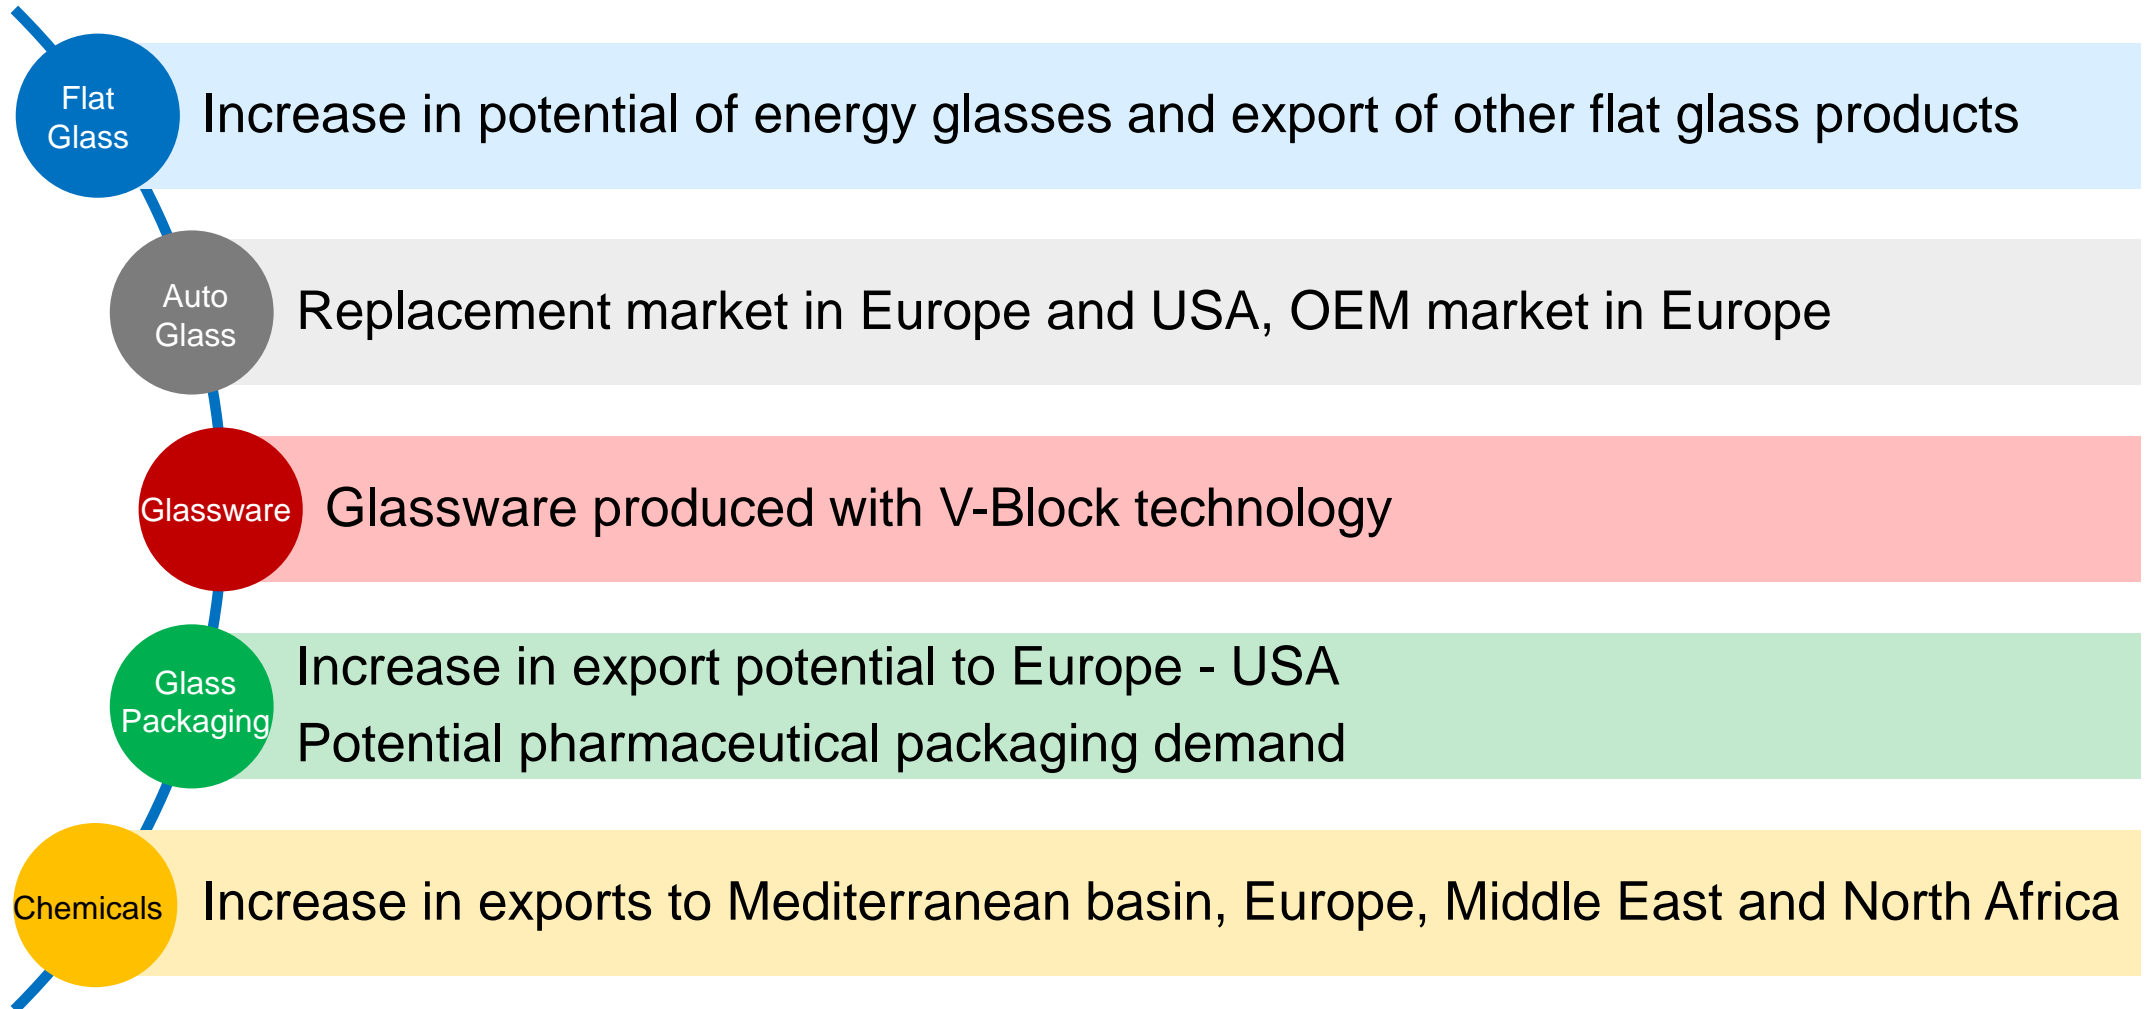 Flat
Glass
Increase in potential of energy glasses and export of other flat glass products
Auto
Glass
Replacement market in Europe and USA, OEM market in Europe
Glassware
Glassware produced with V-Block technology
Glass
Packaging
Increase in export potential to Europe - USA
Potential pharmaceutical packaging demand
Chemicals
Increase in exports to Mediterranean basin, Europe, Middle East and North Africa